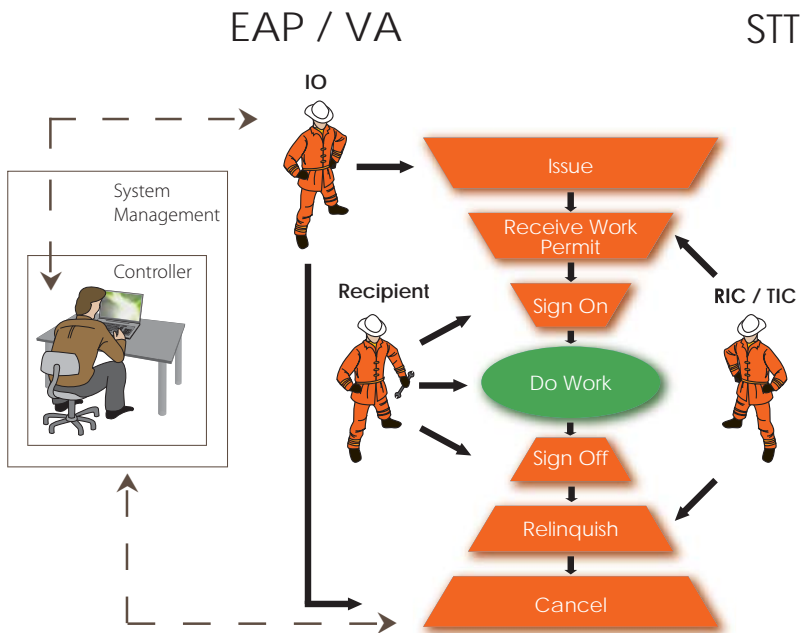 EAP / VA
STT
IO
Issue
System
Management
Receive Work
Permit
Controller
Recipient
Sign On
RIC / TIC
Do Work
Sign Off
Relinquish
Cancel